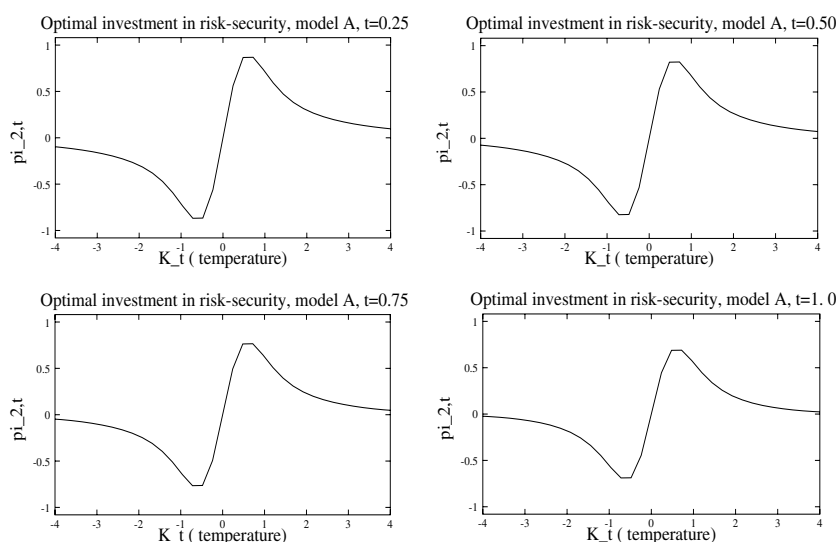 Optimal investment in risk-security, model A, t=0.25
1
0.5
0
-0.5
-1
pi_2,t
-4 -3 -2 -1 0 1 2 3 4
K_t ( temperature)
Optimal investment in risk-security, model A, t=0.50
1
0.5
0
-0.5
-1
pi_2,t
-4 -3 -2 -1 0 1 2 3 4
K_t ( temperature)
Optimal investment in risk-security, model A, t=0.75
1
0.5
0
-0.5
-1
pi_2,t
-4 -3 -2 -1 0 1 2 3 4
K_t ( temperature)
Optimal investment in risk-security, model A, t=1. 0
1
0.5
0
-0.5
-1
pi_2,t
-4 -3 -2 -1 0 1 2 3 4
K_t ( temperature)